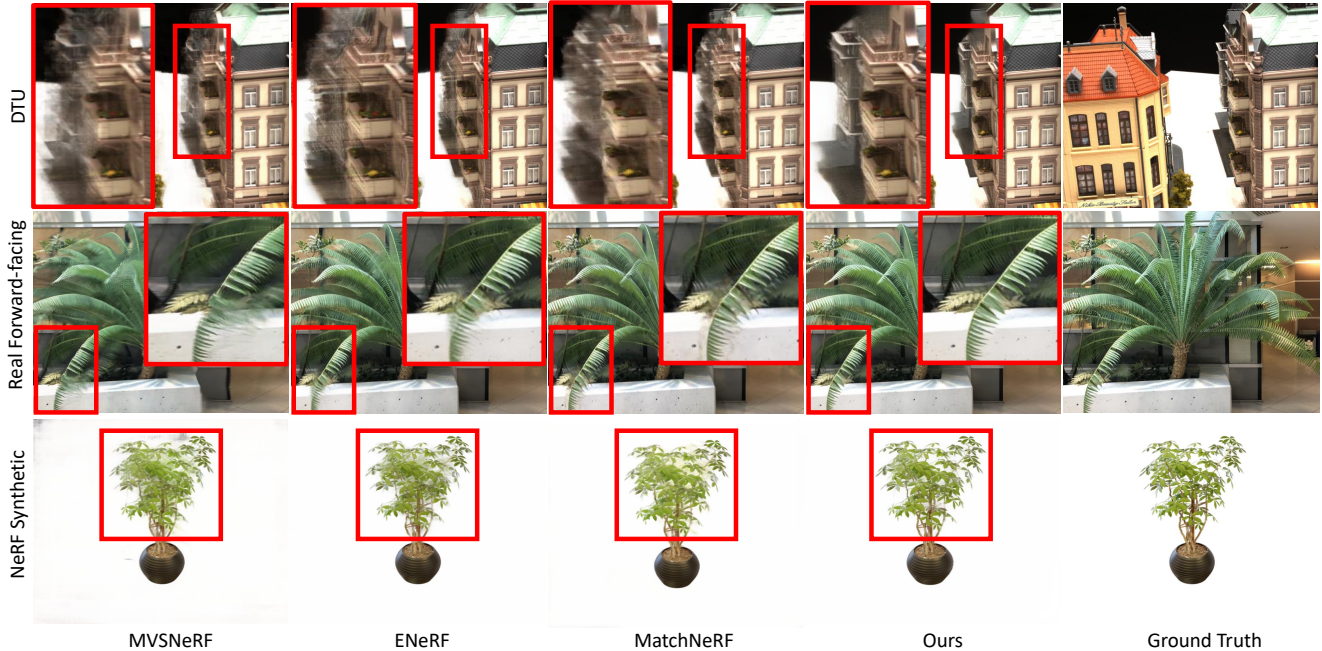 DTU
Real Forward-facing
NeRF Synthetic
MVSNeRF
ENeRF
MatchNeRF
Ours
Ground Truth